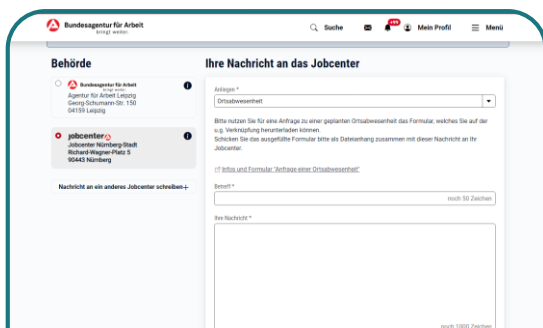 Bundesagentur für Arbeit
bringt weiter.
Suche
+99
Mein Profil
Menü
Behörde
Bundesagentur für Arbeit
bringt weiter.
Agentur für Arbeit Leipzig
Georg-Schumann-Str. 150
04159 Leipzig
jobcenter
Jobcenter Nürnberg-Stadt
Richard-Wagner-Platz 5
90443 Nürnberg
Nachricht an ein anderes Jobcenter schreiben+
Ihre Nachricht an das Jobcenter
Anliegen *
Ortsabwesenheit
Bitte nutzen Sie für eine Anfrage zu einer geplanten Ortsabwesenheit das Formular, welches Sie auf der
u.g. Verknüpfung herunterladen können.
Schicken Sie das ausgefüllte Formular bitte als Dateianhang zusammen mit dieser Nachricht an Ihr
Jobcenter.
Infos und Formular "Anfrage einer Ortsabwesenheit"
Betreff *
noch 50 Zeichen
Ihre Nachricht *
noch 1000 Zeichen